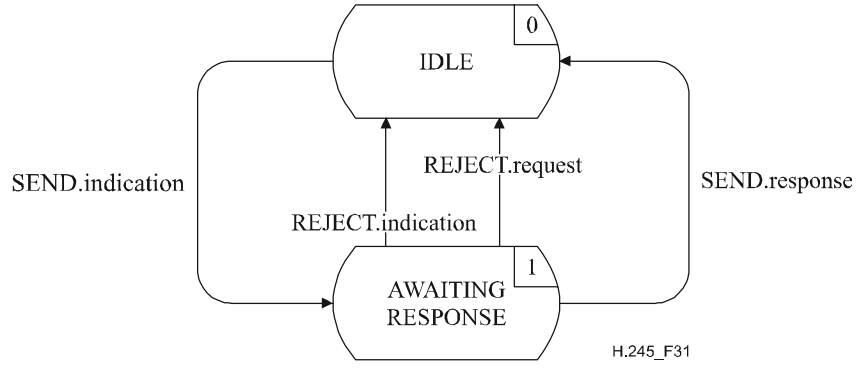 0
IDLE
REJECT.request
SEND.indication
SEND.response
REJECT.indication
1
AWAITING
RESPONSE
H.245_F31